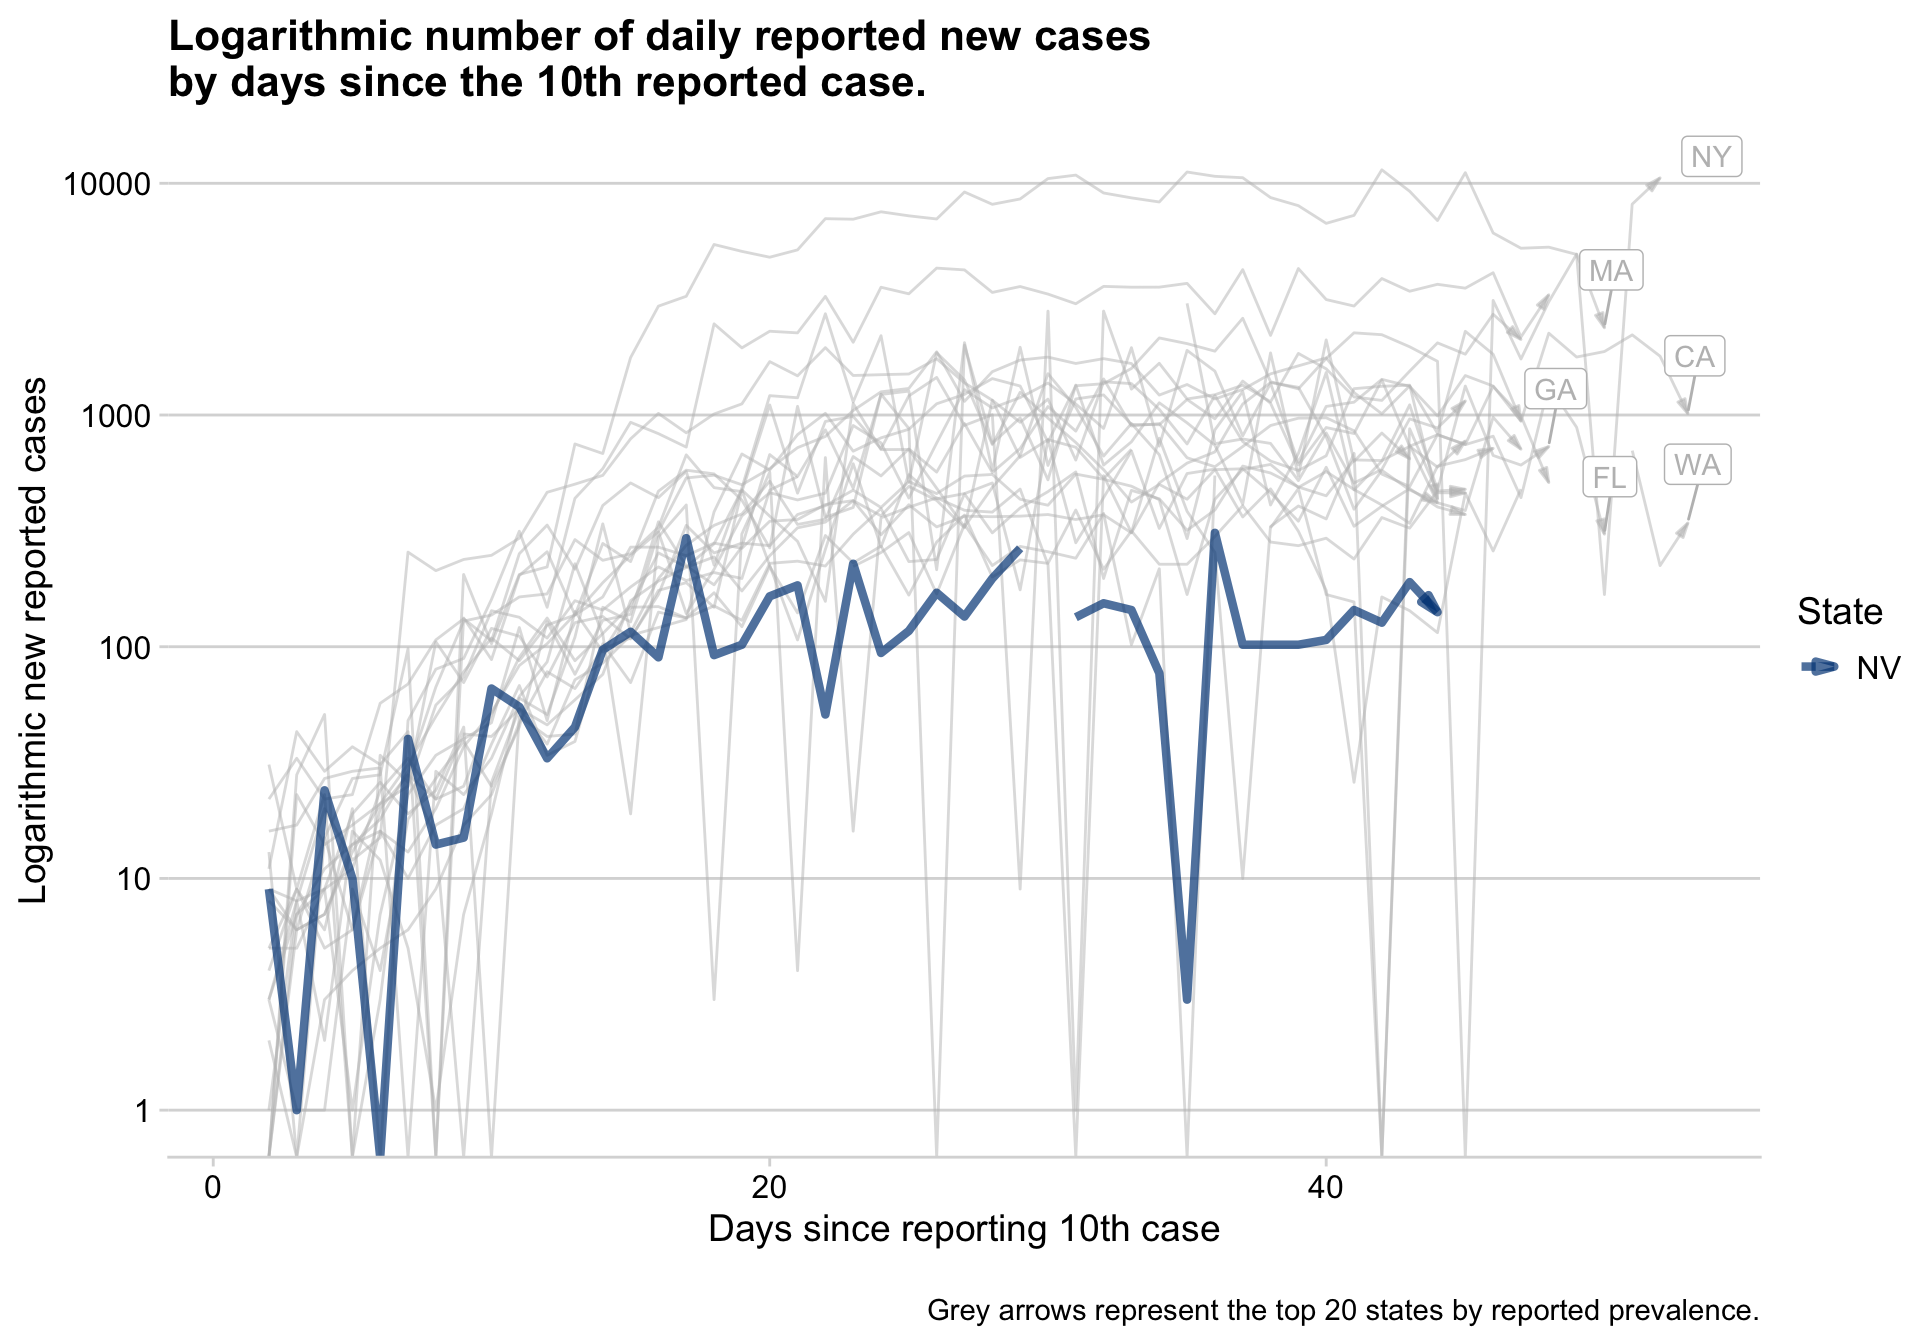 Logarithmic number of daily reported new cases
by days since the 10th reported case.
NY
10000
MA
CA
GA
1000
WA
FL
State
NV
100
10
1
Logarithmic new reported cases
0
20
40
Days since reporting 10th case
Grey arrows represent the top 20 states by reported prevalence.